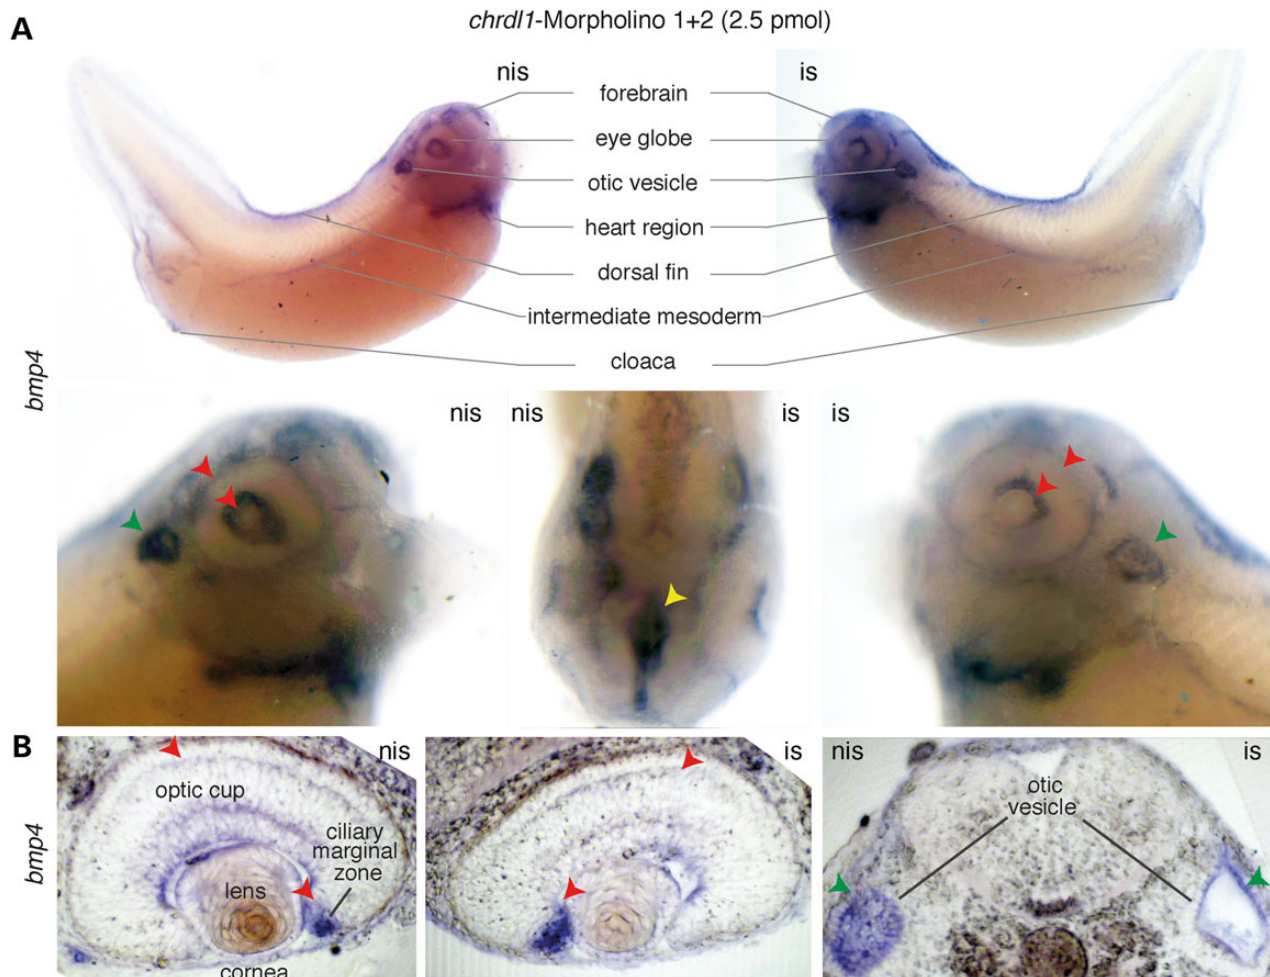 A
chrdl1-Morpholino 1+2 (2.5 pmol)
nis
is
forebrain
eye globe
otic vesicle
heart region
dorsal fin
intermediate mesoderm
cloaca
bmp4
nis
nis
is
is
B
bmp4
nis
optic cup
ciliary
marginal
zone
lens
cornea
is
nis
is
otic
vesicle